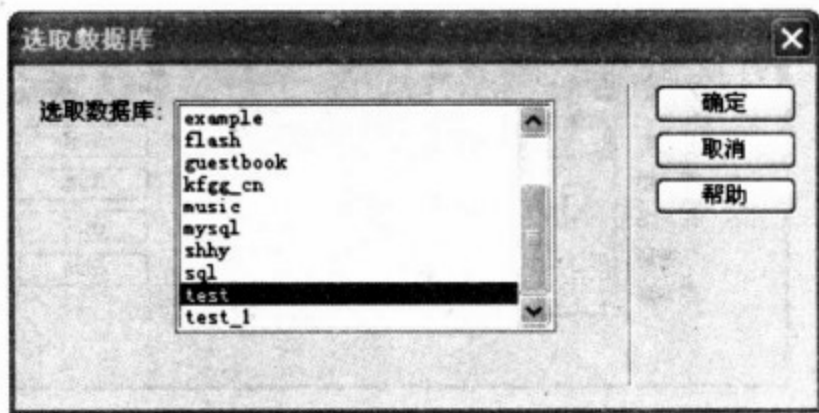 选取数据库
选取数据库:
example
flash
guestbook
kfgg_cn
music
mysql
shhy
sql
test
test_1
确定
取消
帮助